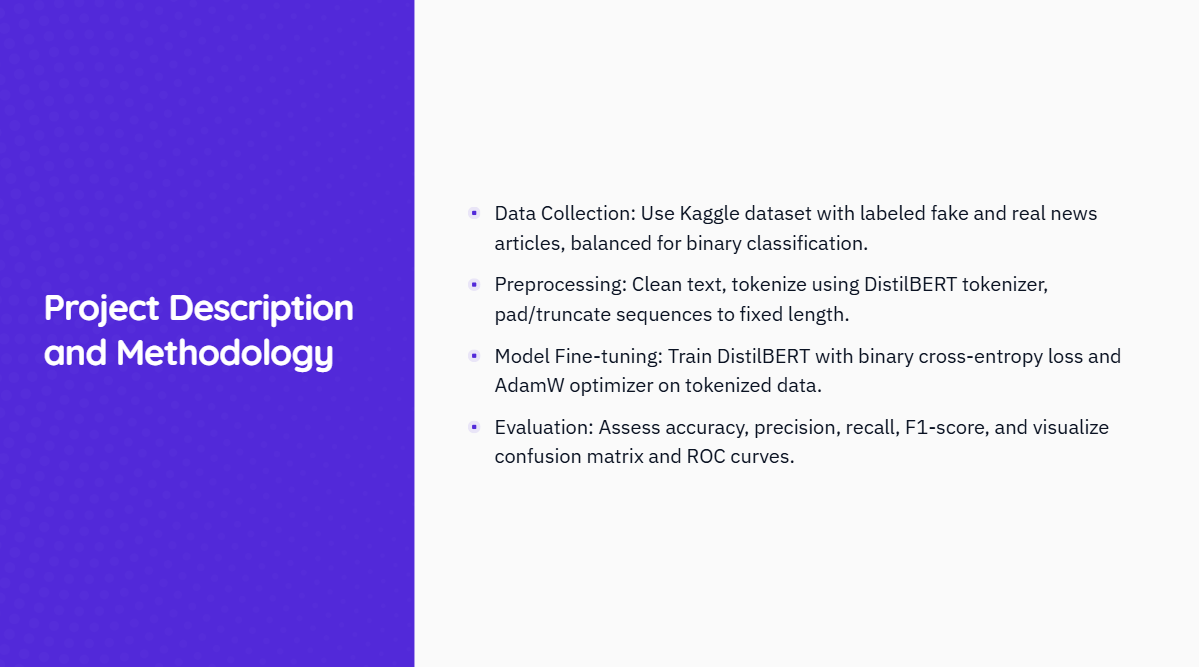 Project Description
and Methodology
Data Collection: Use Kaggle dataset with labeled fake and real news
articles, balanced for binary classification.
Preprocessing: Clean text, tokenize using DistilBERT tokenizer,
pad/truncate sequences to fixed length.
Model Fine-tuning: Train DistilBERT with binary cross-entropy loss and
AdamW optimizer on tokenized data.
Evaluation: Assess accuracy, precision, recall, F1-score, and visualize
confusion matrix and ROC curves.